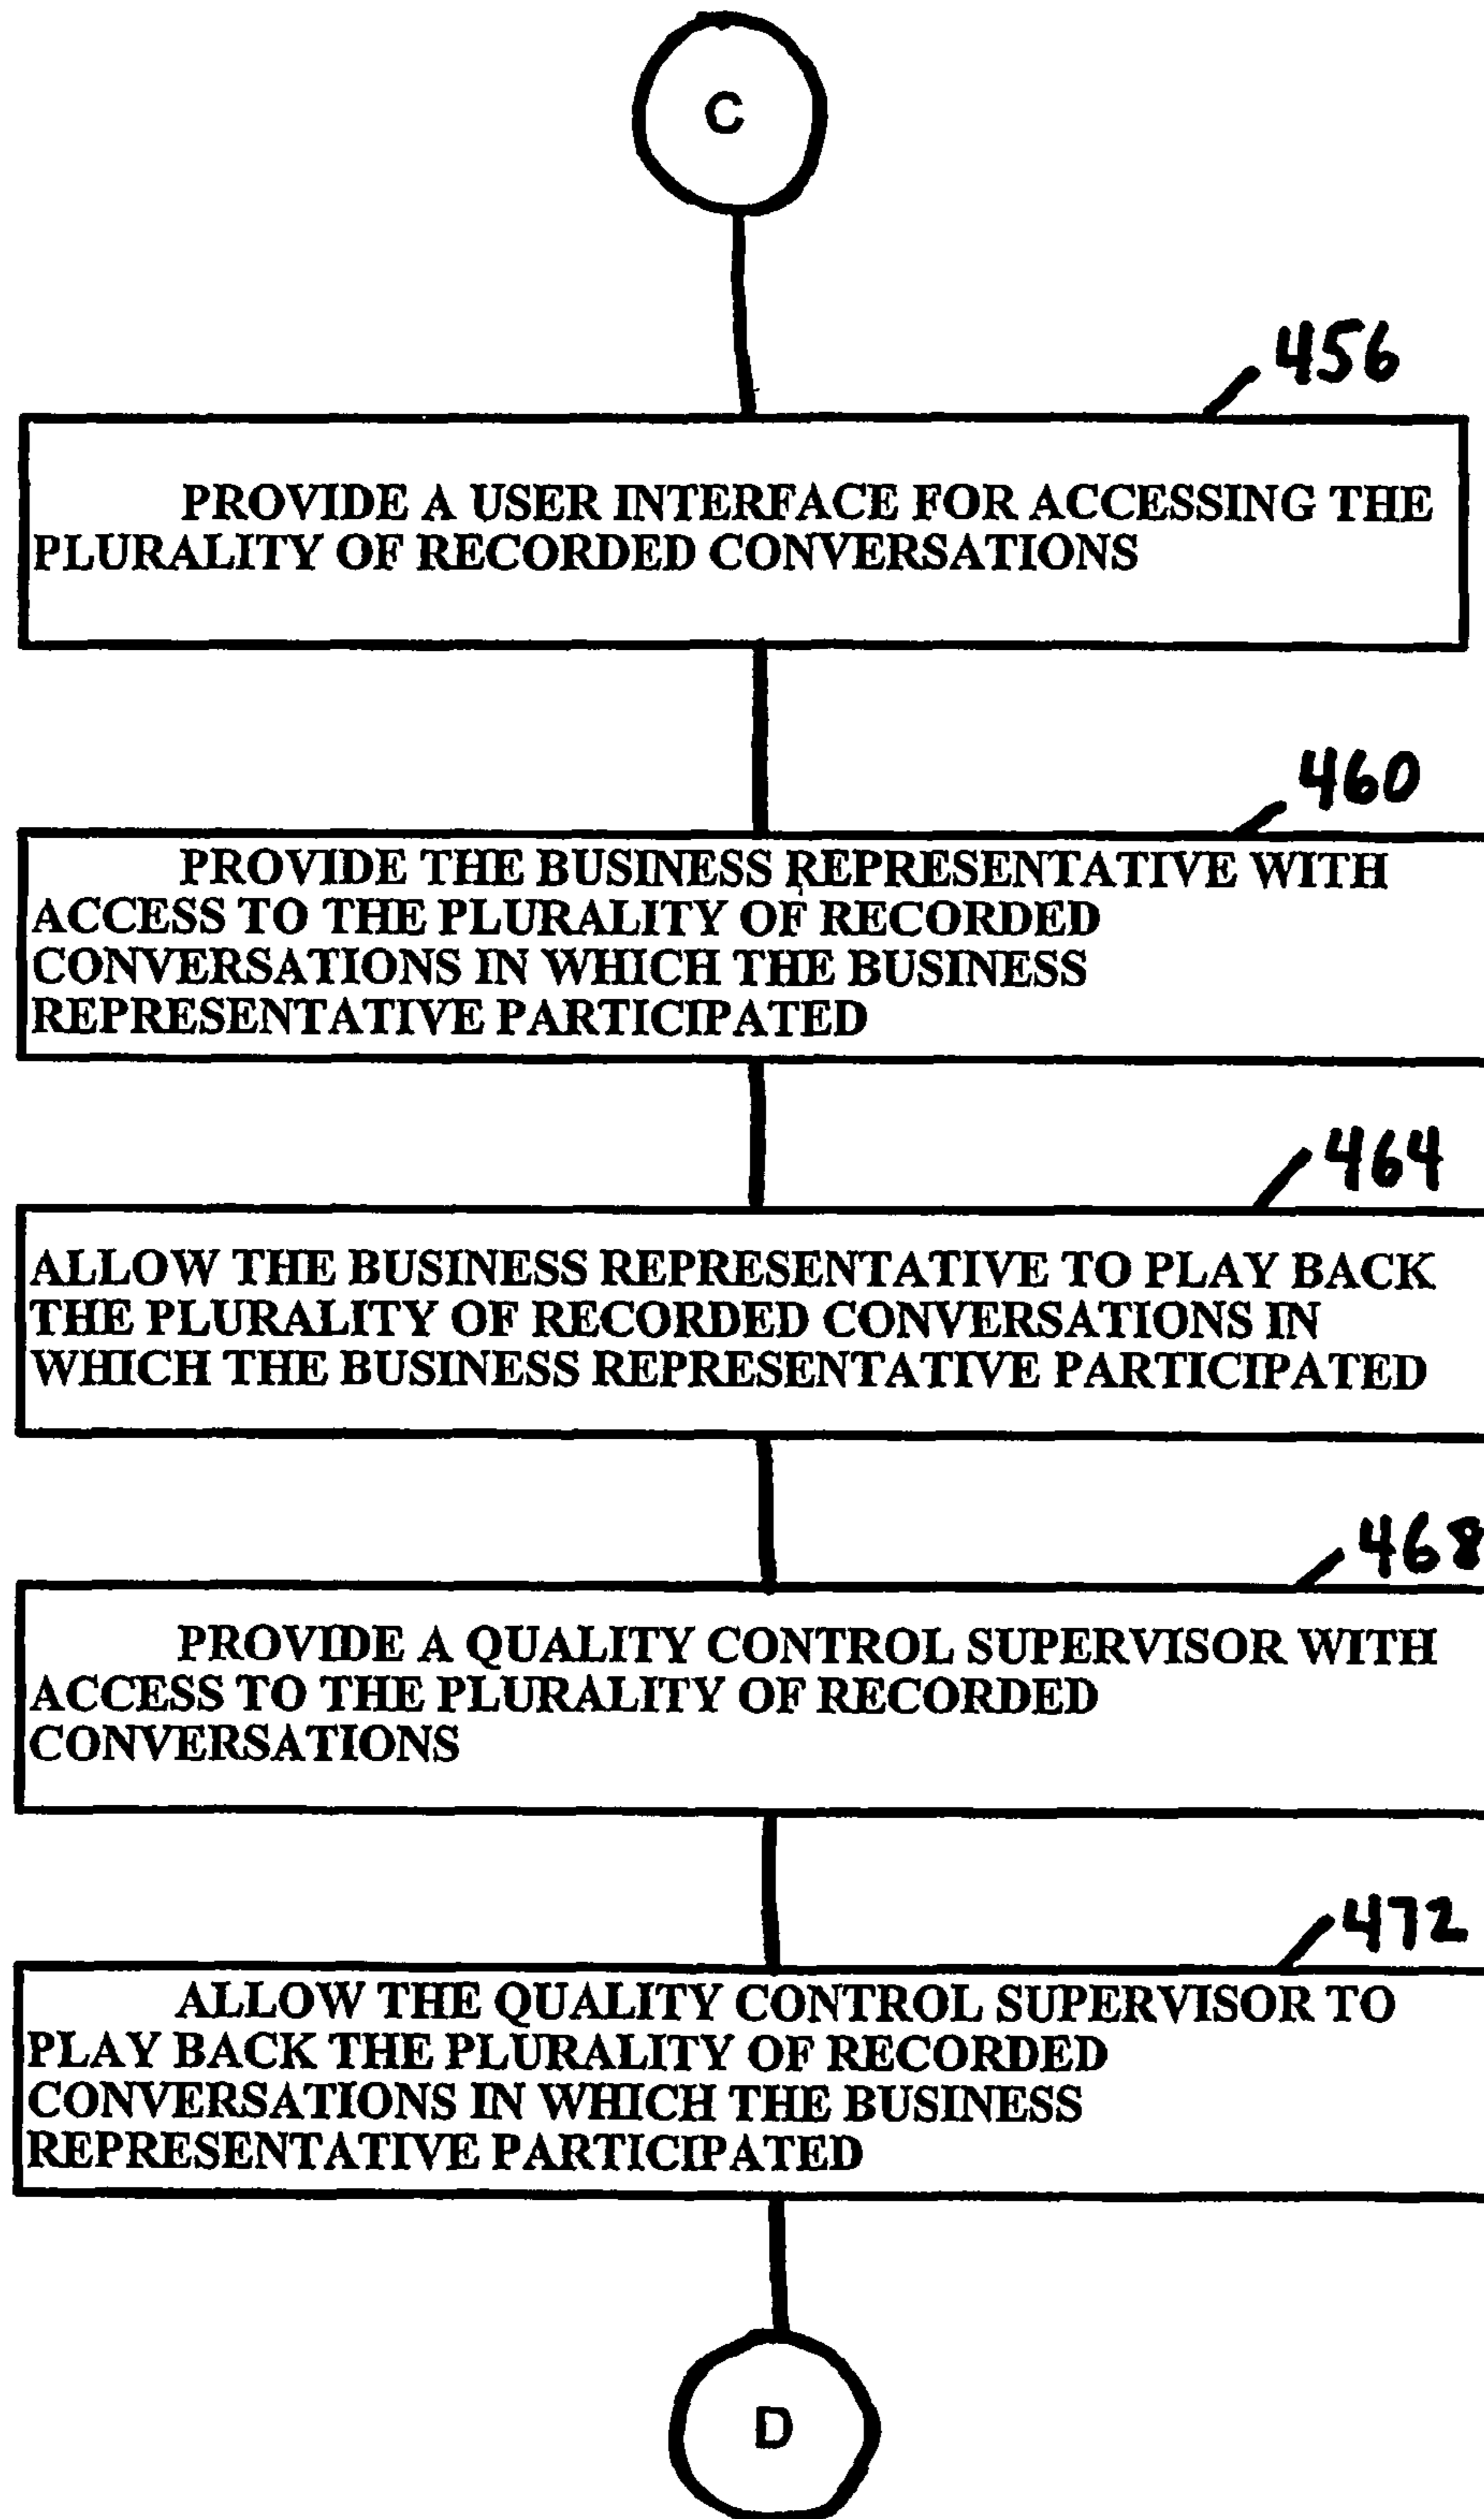 C
456
PROVIDE A USER INTERFACE FOR ACCESSING THE
PLURALITY OF RECORDED CONVERSATIONS
460
PROVIDE THE BUSINESS REPRESENTATIVE WITH
ACCESS TO THE PLURALITY OF RECORDED
CONVERSATIONS IN WHICH THE BUSINESS
REPRESENTATIVE PARTICIPATED
464
ALLOW THE BUSINESS REPRESENTATIVE TO PLAY BACK
THE PLURALITY OF RECORDED CONVERSATIONS IN
WHICH THE BUSINESS REPRESENTATIVE PARTICIPATED
468
PROVIDE A QUALITY CONTROL SUPERVISOR WITH
ACCESS TO THE PLURALITY OF RECORDED
CONVERSATIONS
472
ALLOW THE QUALITY CONTROL SUPERVISOR TO
PLAY BACK THE PLURALITY OF RECORDED
CONVERSATIONS IN WHICH THE BUSINESS
REPRESENTATIVE PARTICIPATED
D